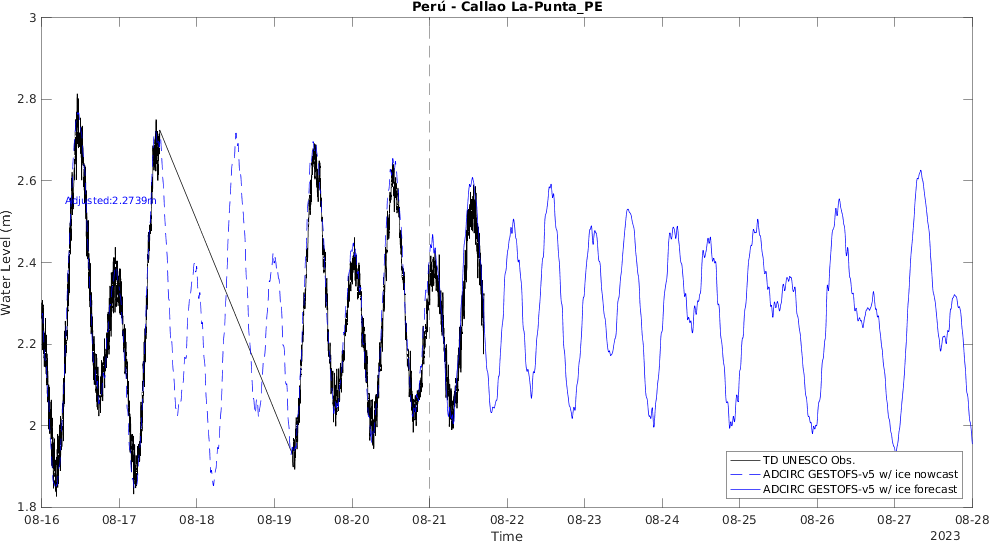 Perú - Callao La-Punta_PE
3
2.8
2.6
2.4
2.2
2
1.8
Water Level (m)
Adjusted:2.2739m
TD UNESCO Obs.
ADCIRC GESTOFS-v5 w/ ice nowcast
ADCIRC GESTOFS-v5 w/ ice forecast
08-16 08-17 08-18 08-19 08-20 08-21 08-22 08-23 08-24 08-25 08-26 08-27 08-28
Time
2023